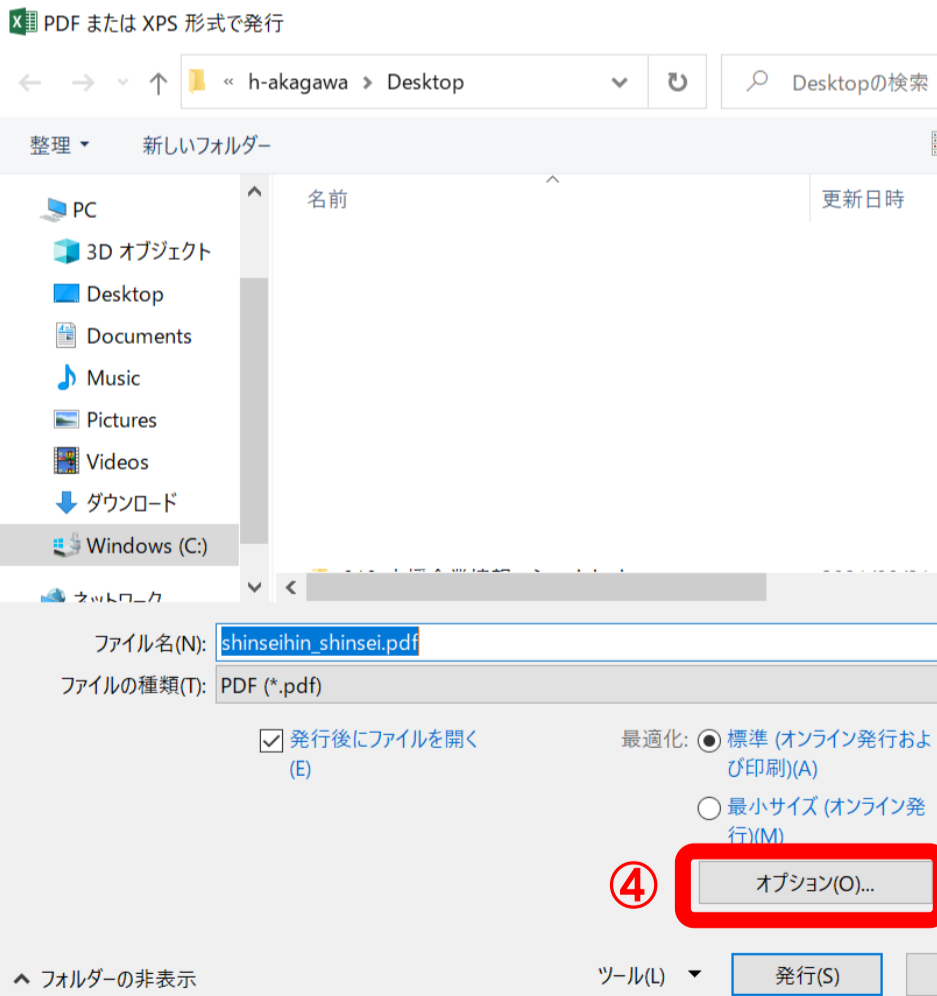 PDF または XPS 形式で発行
« h-akagawa > Desktop
Desktopの検索
整理
新しいフォルダー
名前
更新日時
PC
3D オブジェクト
Desktop
Documents
Music
Pictures
Videos
ダウンロード
Windows (C:)
ネットワーク
ファイル名(N):
shinseihin_shinsei.pdf
ファイルの種類(T):
PDF (*.pdf)
発行後にファイルを開く
(E)
最適化:
標準 (オンライン発行およ
び印刷)(A)
最小サイズ (オンライン発
行)(M)
④
オプション(O)...
フォルダーの非表示
ツール(L)
発行(S)